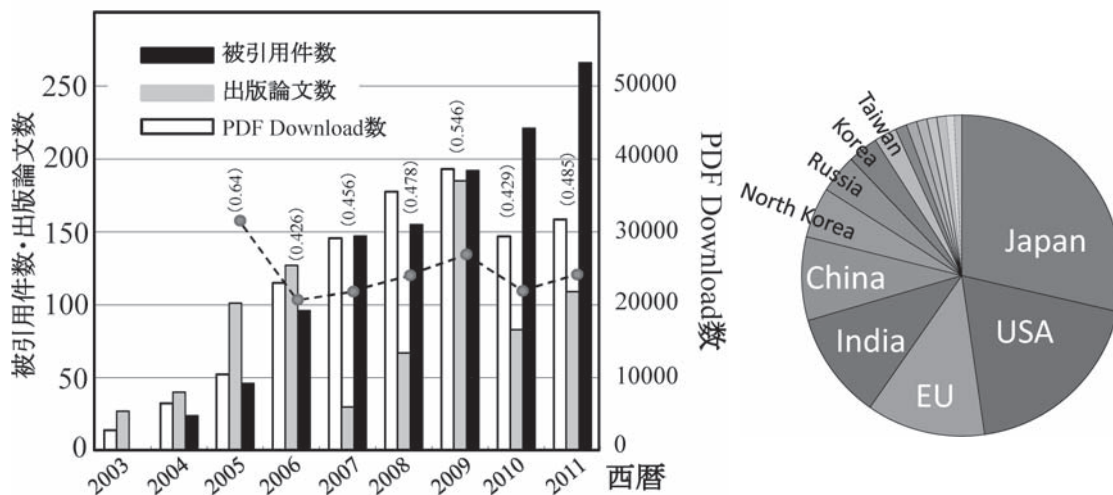 被引用件数
出版論文数
PDF Download数
被引用件数・出版論文数
250
200
150
100
50
0
(0.64)
(0.426)
(0.456)
(0.478)
(0.546)
(0.429)
(0.485)
50000
40000
30000
20000
10000
0
PDF Download数
2003
2004
2005
2006
2007
2008
2009
2010
2011
西暦
Taiwan
Korea
Russia
North Korea
China
India
EU
USA
Japan